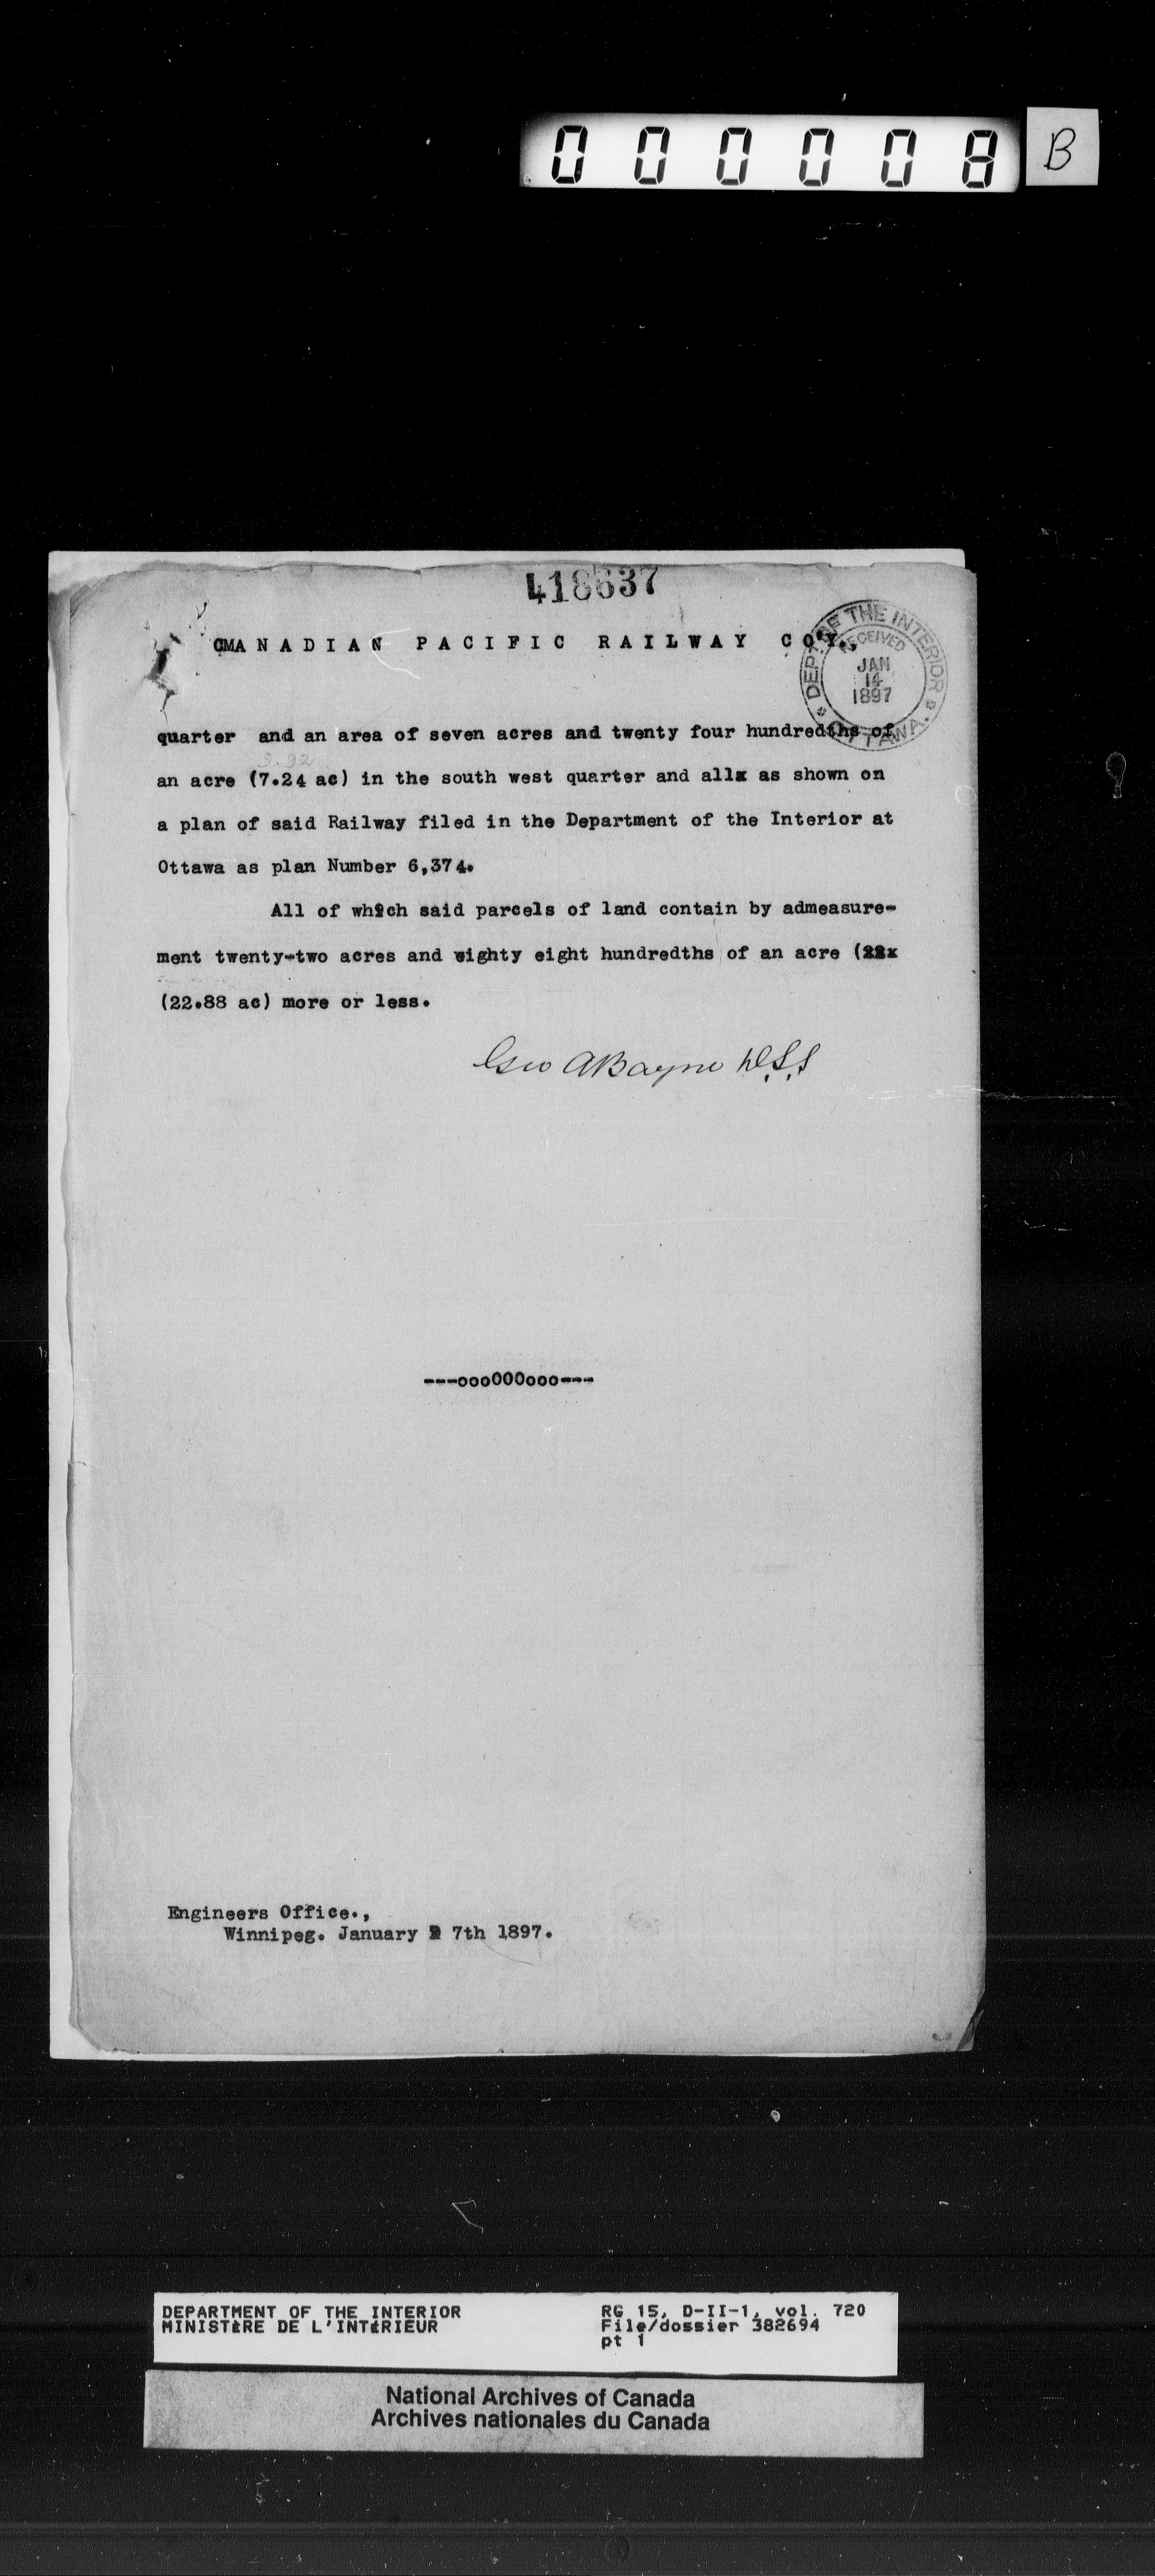 000008 B
418637
CMANADIAN PACIFIC RAILWAY COY.,
DEPT. OF THE INTERIOR
RECEIVED
JAN
14
1897
OTTAWA.
quarter and an area of seven acres and twenty four hundredths of
3.92
an acre (7.24 ac) in the south west quarter and allx as shown on
a plan of said Railway filed in the Department of the Interior at
Ottawa as plan Number 6,374.
All of which said parcels of land contain by admeasure-
ment twenty-two acres and eighty eight hundredths of an acre (22x
(22.88 ac) more or less.
Geo A Bayne D.L.S
---oooOOOooo---
Engineers Office.,
Winnipeg. January 7th 1897.
DEPARTMENT OF THE INTERIOR RG 15, D-II-1, vol. 720
MINISTÈRE DE L'INTÉRIEUR File/dossier 382694
pt 1
National Archives of Canada
Archives nationales du Canada